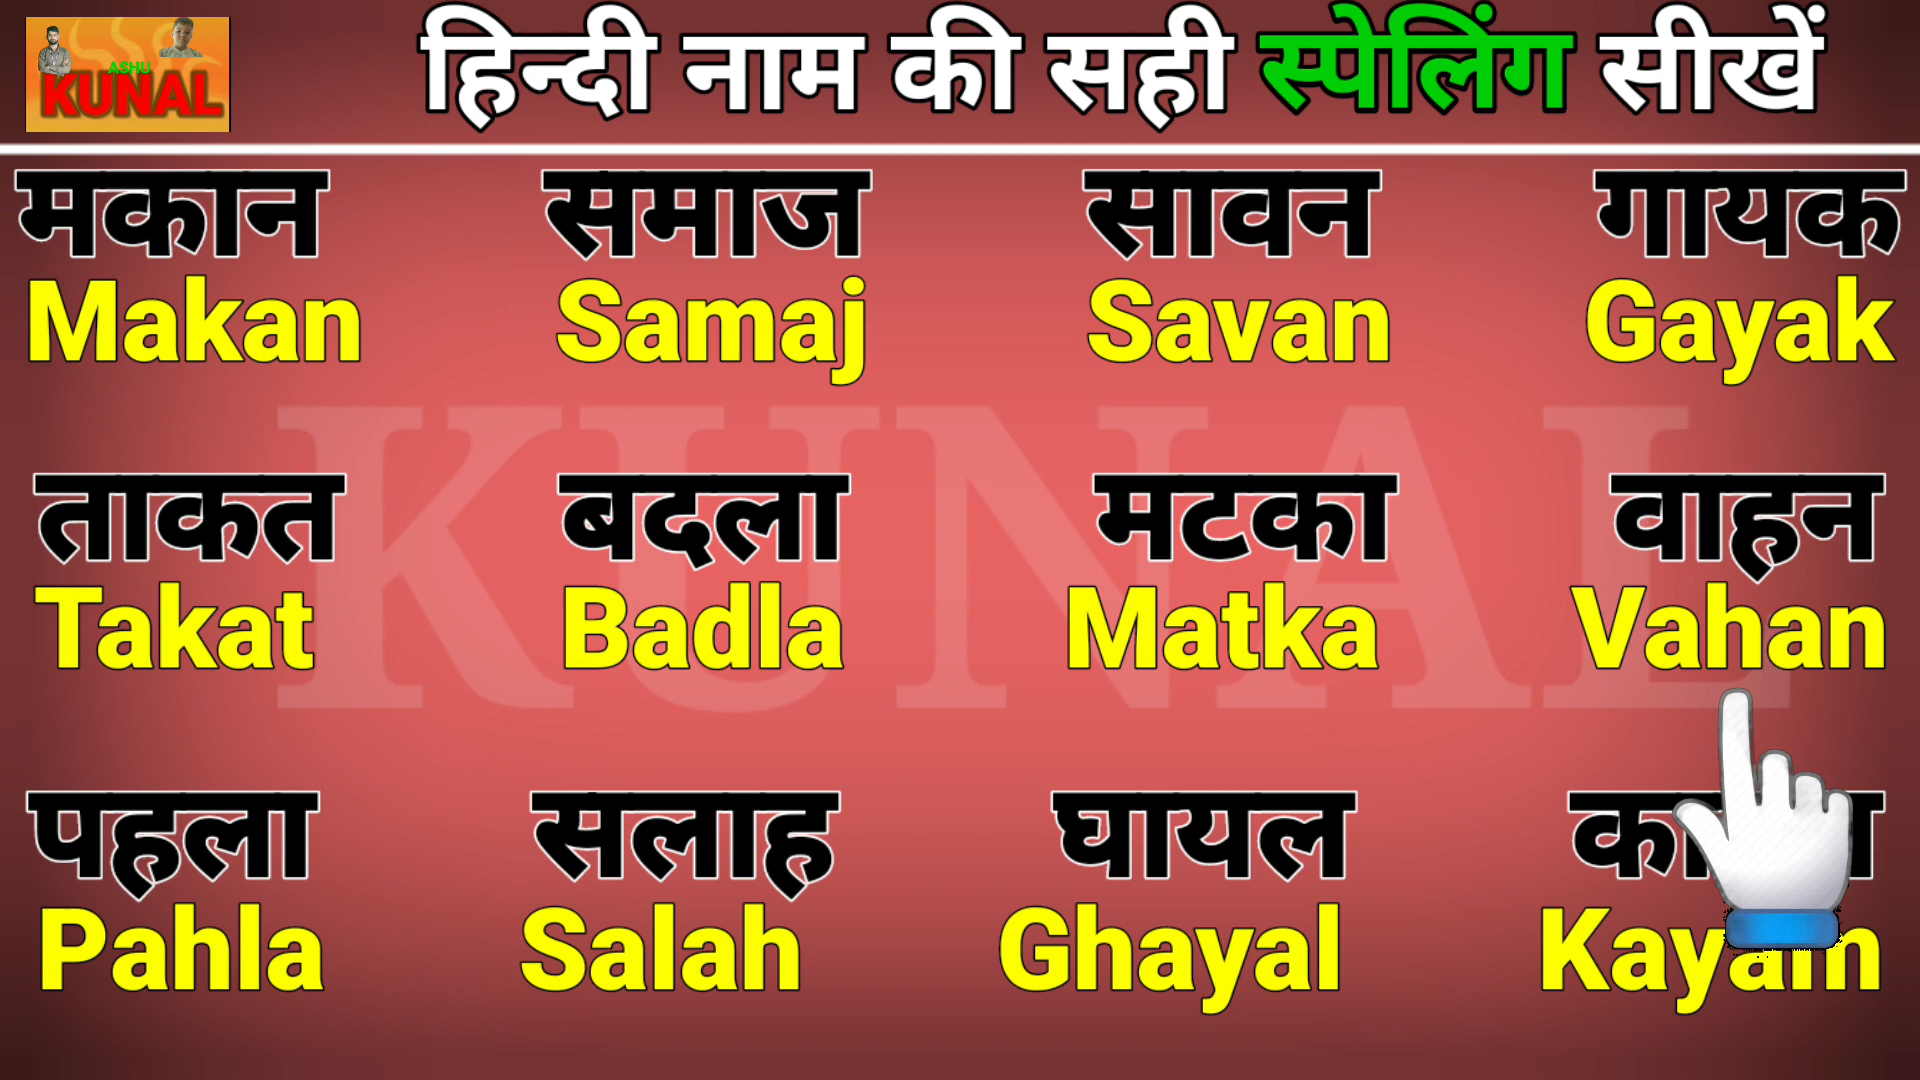 ASHU
KUNAL
हिन्दी नाम की सही स्पेलिंग सीखें
मकान समाज सावन गायक
Makan Samaj Savan Gayak
KUNAL
ताकत बदला मटका वाहन
Takat Badla Matka Vahan
पहला सलाह घायल
Pahla Salah Ghayal Kayam